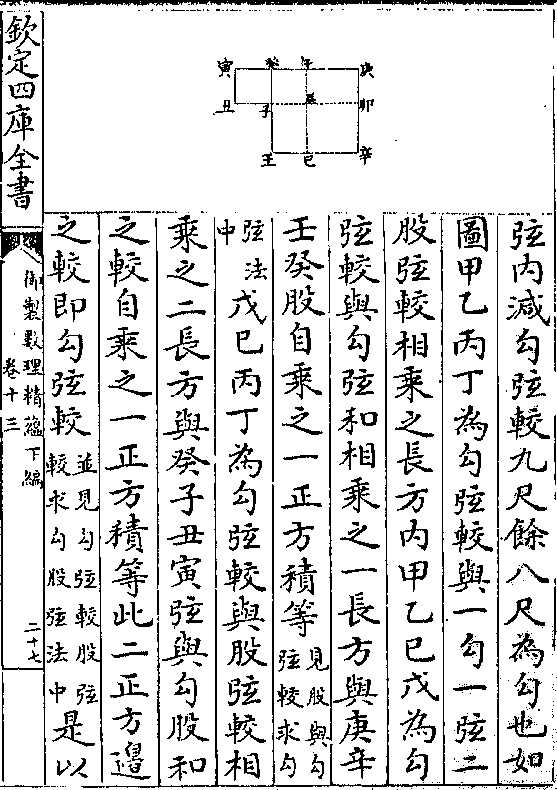 弦內減勾弦較九尺餘八尺為勾也如
圖甲乙丙丁為勾弦較與一勾一弦二
股弦較相乘之長方內甲乙巳戊為勾
弦較與勾弦和相乘之一長方與庚辛
壬癸股自乘之一正方積等見股與勾弦較求勾
弦法中戊巳丙丁為勾弦較與股弦較相
乘之二長方與癸子丑寅弦與勾股和
之較自乘之一正方積等此二正方邊
之較即勾弦較並見勾弦較股弦較求勾股弦法中是以
欽定四庫全書
御製數理精蘊下編
卷十三
二十七
寅 癸 午 庚
丑 子 辰 卯
壬 巳 辛